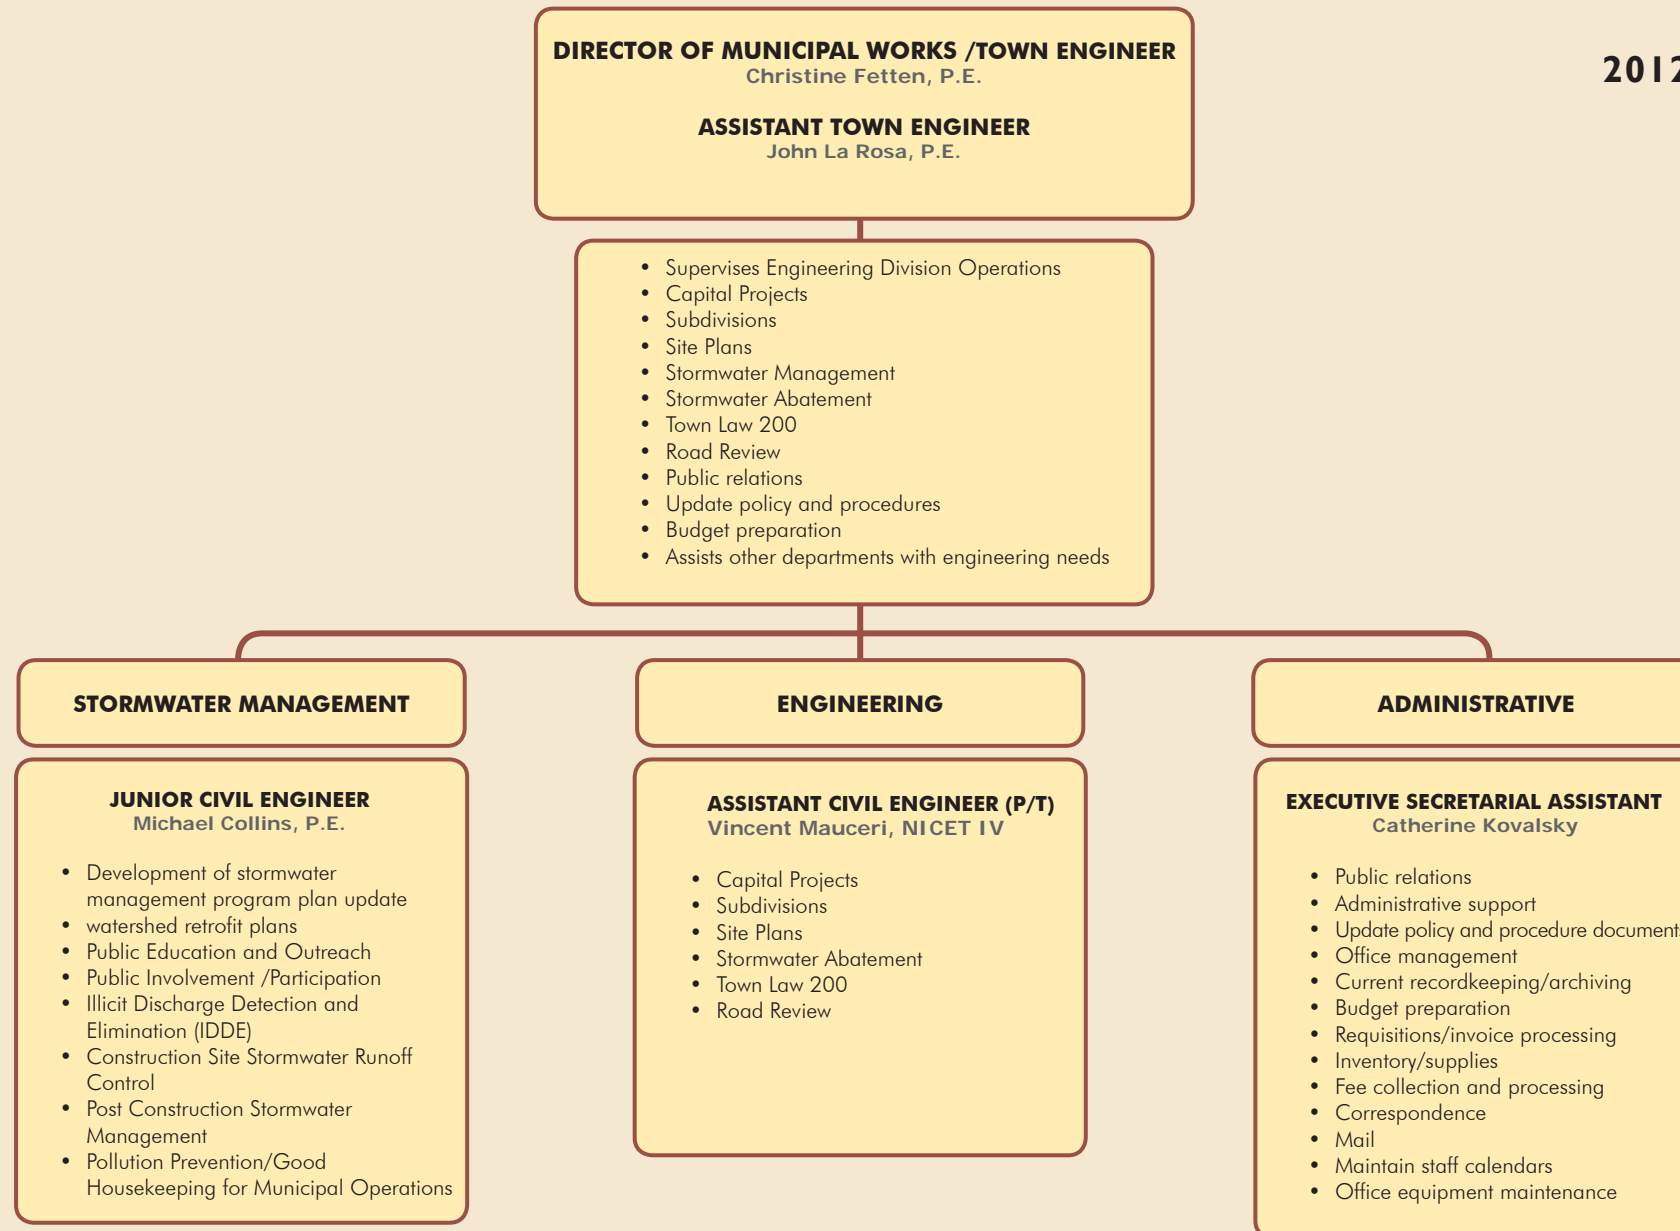 DIRECTOR OF MUNICIPAL WORKS /TOWN ENGINEER
Christine Fetten, P.E.
ASSISTANT TOWN ENGINEER
John La Rosa, P.E.
2012
• Supervises Engineering Division Operations
• Capital Projects
• Subdivisions
• Site Plans
• Stormwater Management
• Stormwater Abatement
• Town Law 200
• Road Review
• Public relations
• Update policy and procedures
• Budget preparation
• Assists other departments with engineering needs
STORMWATER MANAGEMENT
JUNIOR CIVIL ENGINEER
Michael Collins, P.E.
• Development of stormwater
management program plan update
• watershed retrofit plans
• Public Education and Outreach
• Public Involvement /Participation
• Illicit Discharge Detection and
Elimination (IDDE)
• Construction Site Stormwater Runoff
Control
• Post Construction Stormwater
Management
• Pollution Prevention/Good
Housekeeping for Municipal Operations
ENGINEERING
ASSISTANT CIVIL ENGINEER (P/T)
Vincent Mauceri, NICET IV
• Capital Projects
• Subdivisions
• Site Plans
• Stormwater Abatement
• Town Law 200
• Road Review
ADMINISTRATIVE
EXECUTIVE SECRETARIAL ASSISTANT
Catherine Kovalsky
• Public relations
• Administrative support
• Update policy and procedure documents
• Office management
• Current recordkeeping/archiving
• Budget preparation
• Requisitions/invoice processing
• Inventory/supplies
• Fee collection and processing
• Correspondence
• Mail
• Maintain staff calendars
• Office equipment maintenance